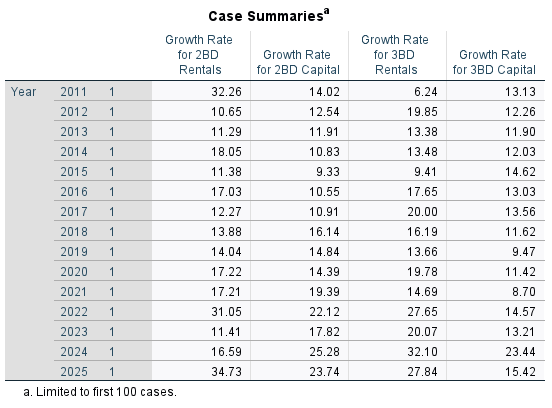 Case Summariesa
Growth Rate for 2BD Rentals Growth Rate for 2BD Capital Growth Rate for 3BD Rentals Growth Rate for 3BD Capital
Year 2011 1 32.26 14.02 6.24 13.13
2012 1 10.65 12.54 19.85 12.26
2013 1 11.29 11.91 13.38 11.90
2014 1 18.05 10.83 13.48 12.03
2015 1 11.38 9.33 9.41 14.62
2016 1 17.03 10.55 17.65 13.03
2017 1 12.27 10.91 20.00 13.56
2018 1 13.88 16.14 16.19 11.62
2019 1 14.04 14.84 13.66 9.47
2020 1 17.22 14.39 19.78 11.42
2021 1 17.21 19.39 14.69 8.70
2022 1 31.05 22.12 27.65 14.57
2023 1 11.41 17.82 20.07 13.21
2024 1 16.59 25.28 32.10 23.44
2025 1 34.73 23.74 27.84 15.42
a. Limited to first 100 cases.